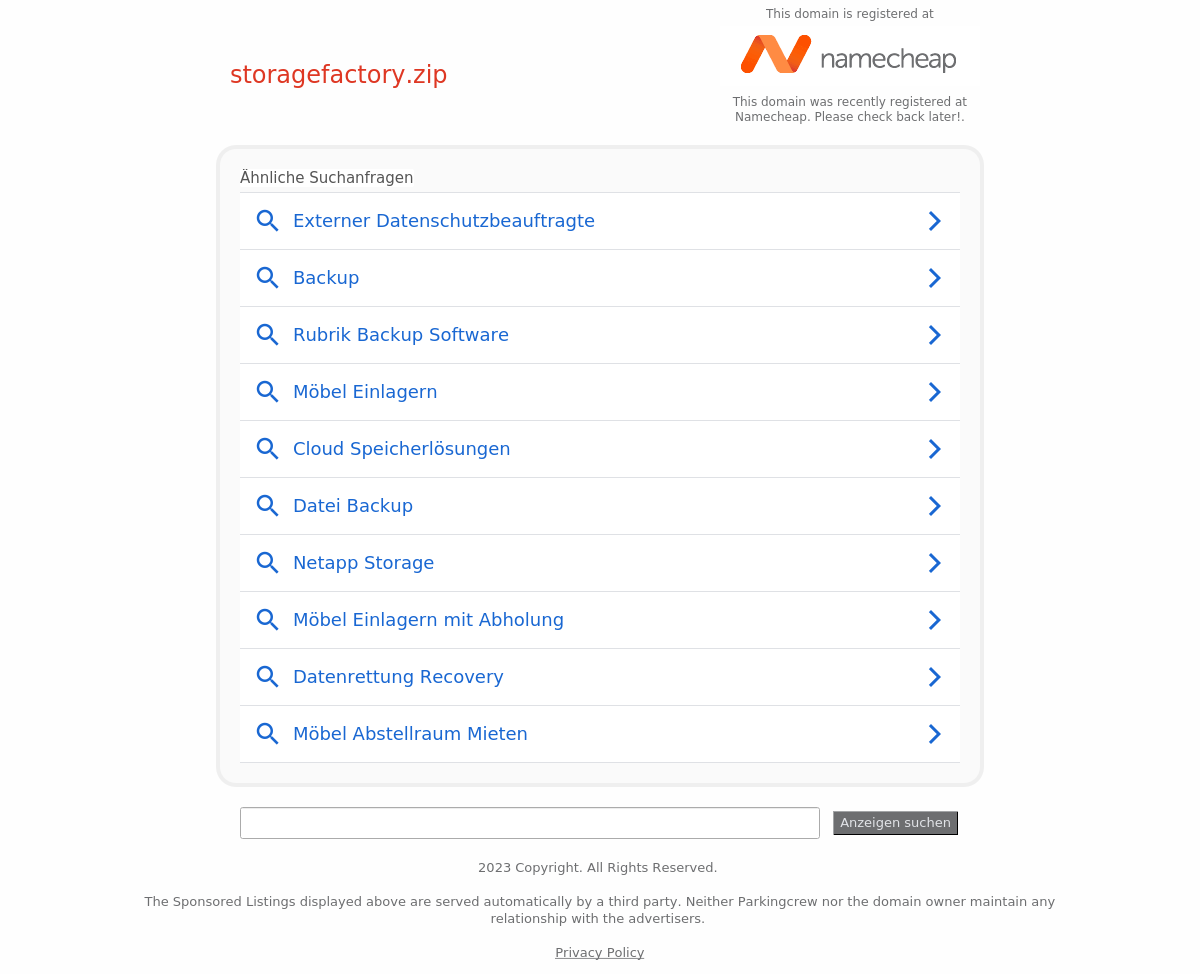 This domain is registered at
namecheap
storagefactory.zip
This domain was recently registered at
Namecheap. Please check back later!.
Ähnliche Suchanfragen
Externer Datenschutzbeauftragte
Backup
Rubrik Backup Software
Möbel Einlagern
Cloud Speicherlösungen
Datei Backup
Netapp Storage
Möbel Einlagern mit Abholung
Datenrettung Recovery
Möbel Abstellraum Mieten
Anzeigen suchen
2023 Copyright. All Rights Reserved.
The Sponsored Listings displayed above are served automatically by a third party. Neither Parkingcrew nor the domain owner maintain any
relationship with the advertisers.
Privacy Policy